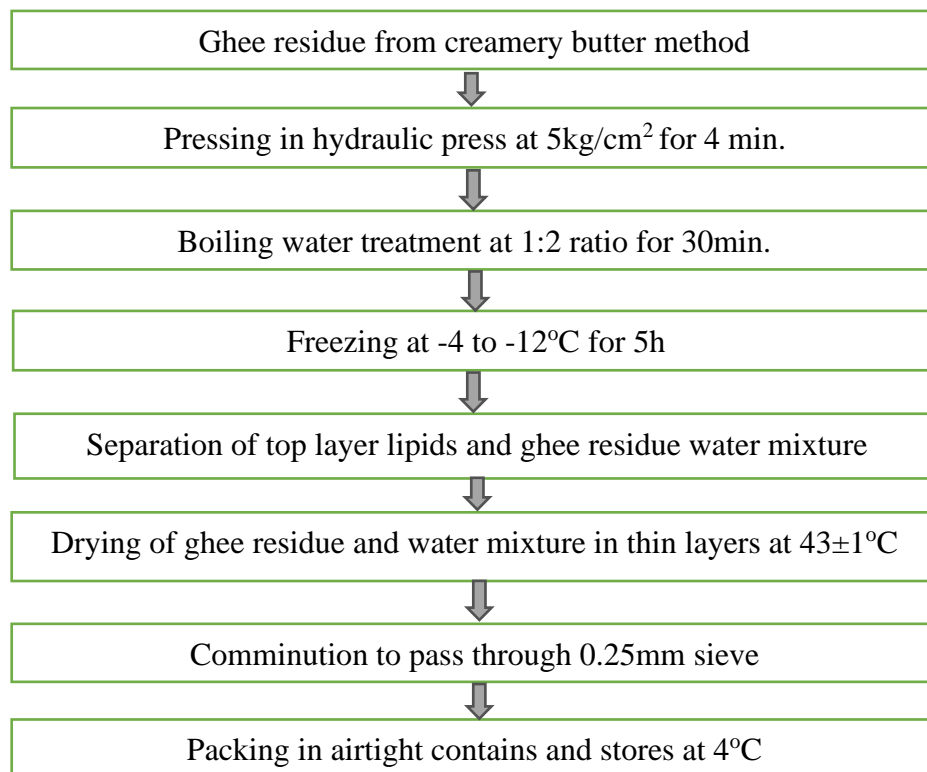 Ghee residue from creamery butter method
Pressing in hydraulic press at 5kg/cm² for 4 min.
Boiling water treatment at 1:2 ratio for 30min.
Freezing at -4 to -12ᵒC for 5h
Separation of top layer lipids and ghee residue water mixture
Drying of ghee residue and water mixture in thin layers at 43±1ᵒC
Comminution to pass through 0.25mm sieve
Packing in airtight contains and stores at 4ᵒC